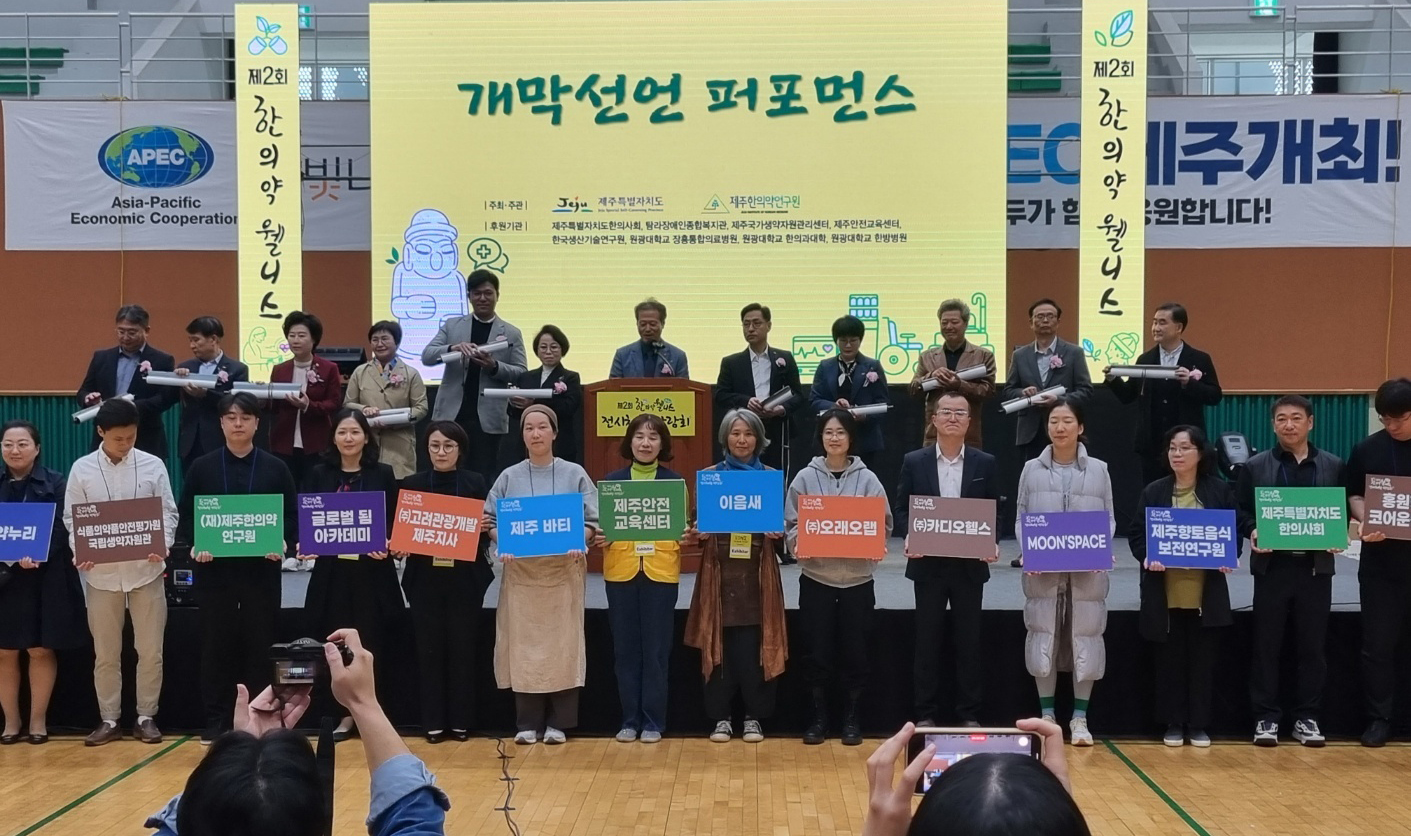 제2회
한의약 웰니스
APEC
Asia-Pacific
Economic Cooperation
개막선언 퍼포먼스
주최·주관
Jeju 제주특별자치도
제주한의약연구원
후원기관
제주특별자치도한의사회, 탐라장애인종합복지관, 제주국가생약자원관리센터, 제주안전교육센터,
한국생산기술연구원, 원광대학교 장흥통합의료병원, 원광대학교 한의과대학, 원광대학교 한방병원
제2회
한의약 웰니스
제주개최!
제2회 한의약 웰니스
약누리
식품의약품안전평가원
국립생약자원관
(재)제주한의약
연구원
글로벌 팀
아카데미
㈜고려관광개발
제주지사
제주 바티
제주안전
교육센터
이음새
㈜오래오랩
㈜카디오헬스
MOON'SPACE
제주향토음식
보전연구원
제주특별자치도
한의사회
홍원
코어운